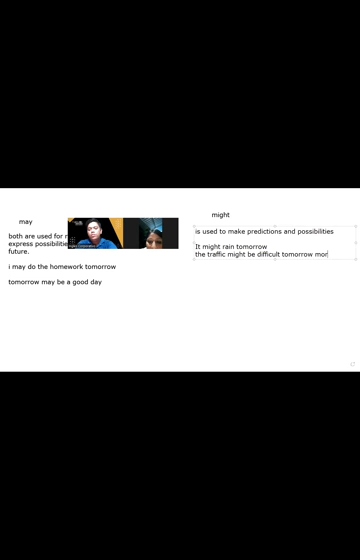 may
both are used for
express possibilitie
future.
i may do the homework tomorrow
tomorrow may be a good day
might
is used to make predictions and possibilities
It might rain tomorrow
the traffic might be difficult tomorrow mor